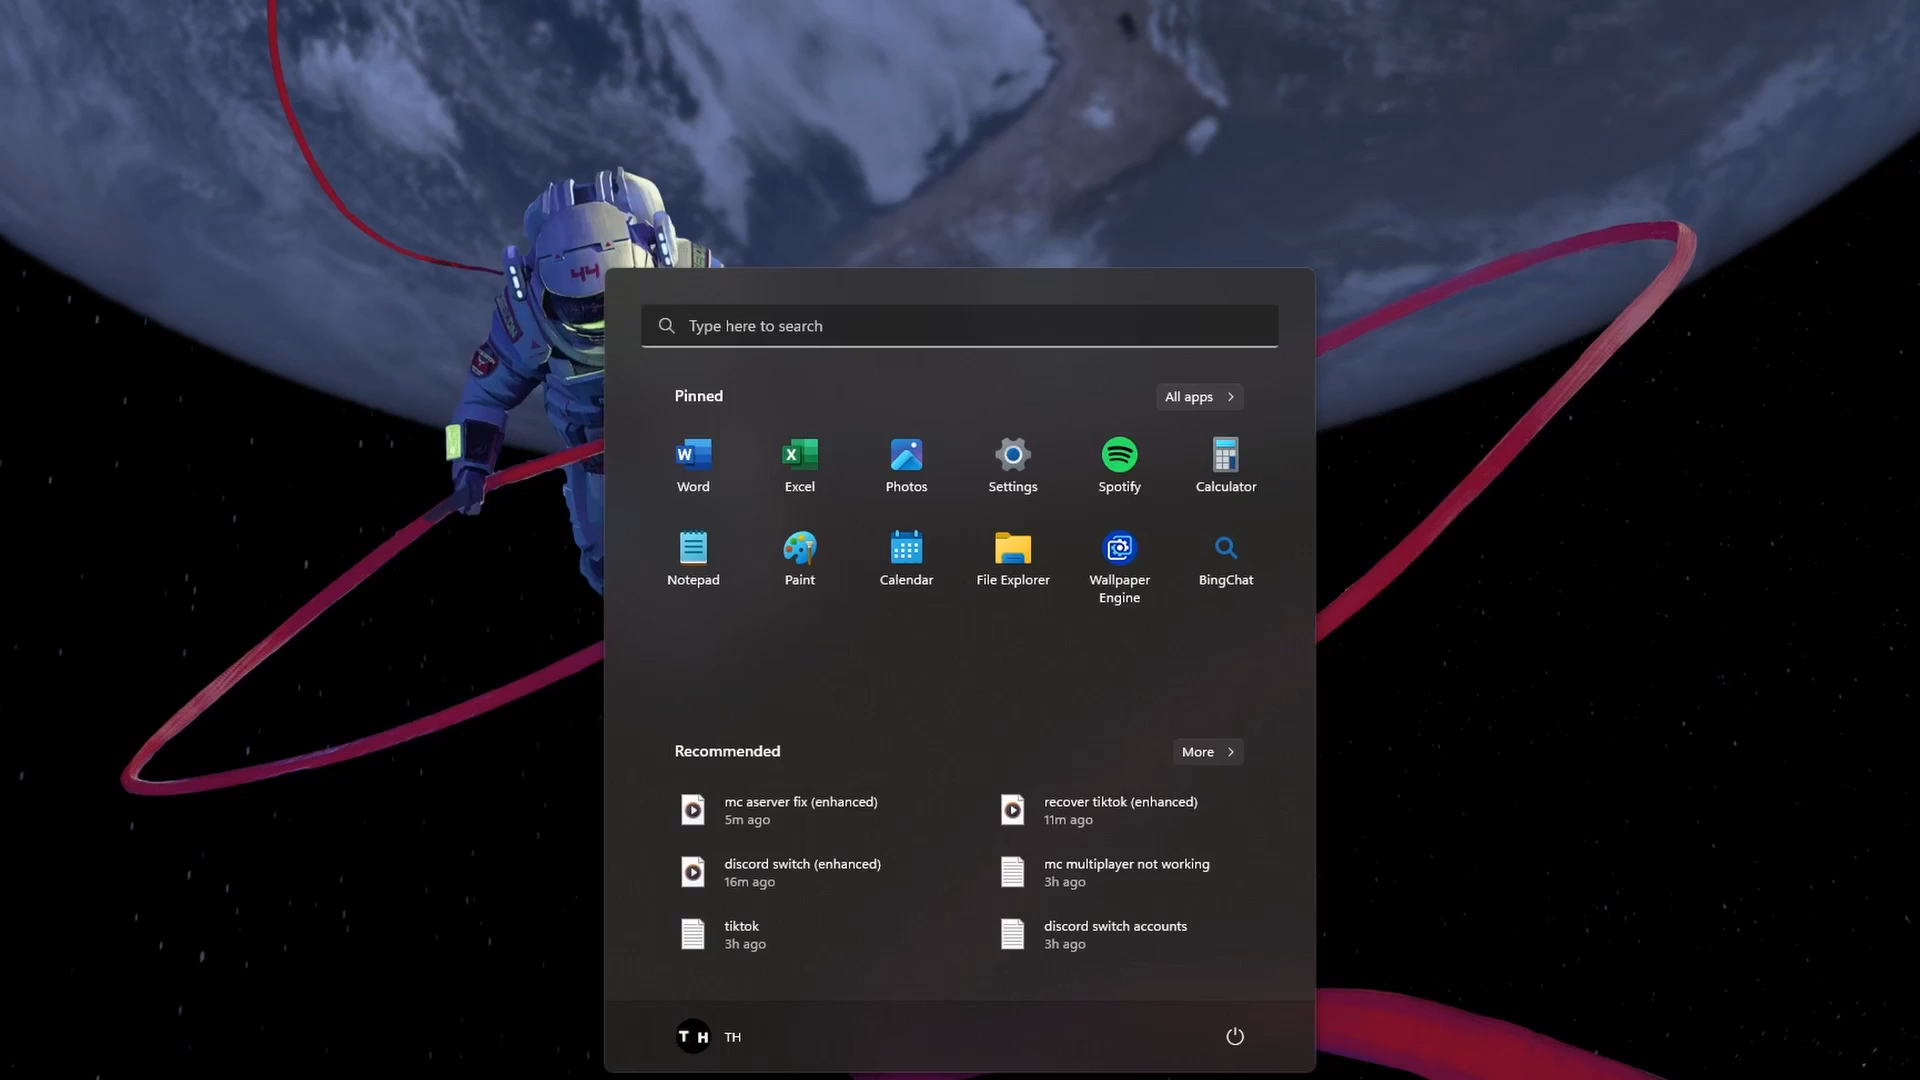 44
Type here to search
Pinned
All apps
Word
Excel
Photos
Settings
Spotify
Calculator
Notepad
Paint
Calendar
File Explorer
Wallpaper
Engine
BingChat
Recommended
More
mc aserver fix (enhanced)
5m ago
recover tiktok (enhanced)
11m ago
discord switch (enhanced)
16m ago
mc multiplayer not working
3h ago
tiktok
3h ago
discord switch accounts
3h ago
T H
TH